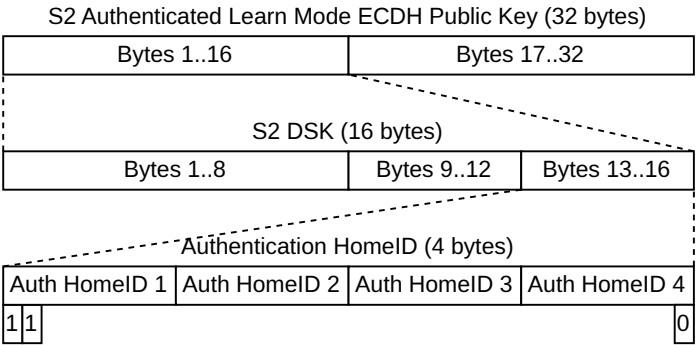 S2 Authenticated Learn Mode ECDH Public Key (32 bytes)
Bytes 1..16 Bytes 17..32
S2 DSK (16 bytes)
Bytes 1..8 Bytes 9..12 Bytes 13..16
Authentication HomeID (4 bytes)
Auth HomeID 1 Auth HomeID 2 Auth HomeID 3 Auth HomeID 4
1 1 0